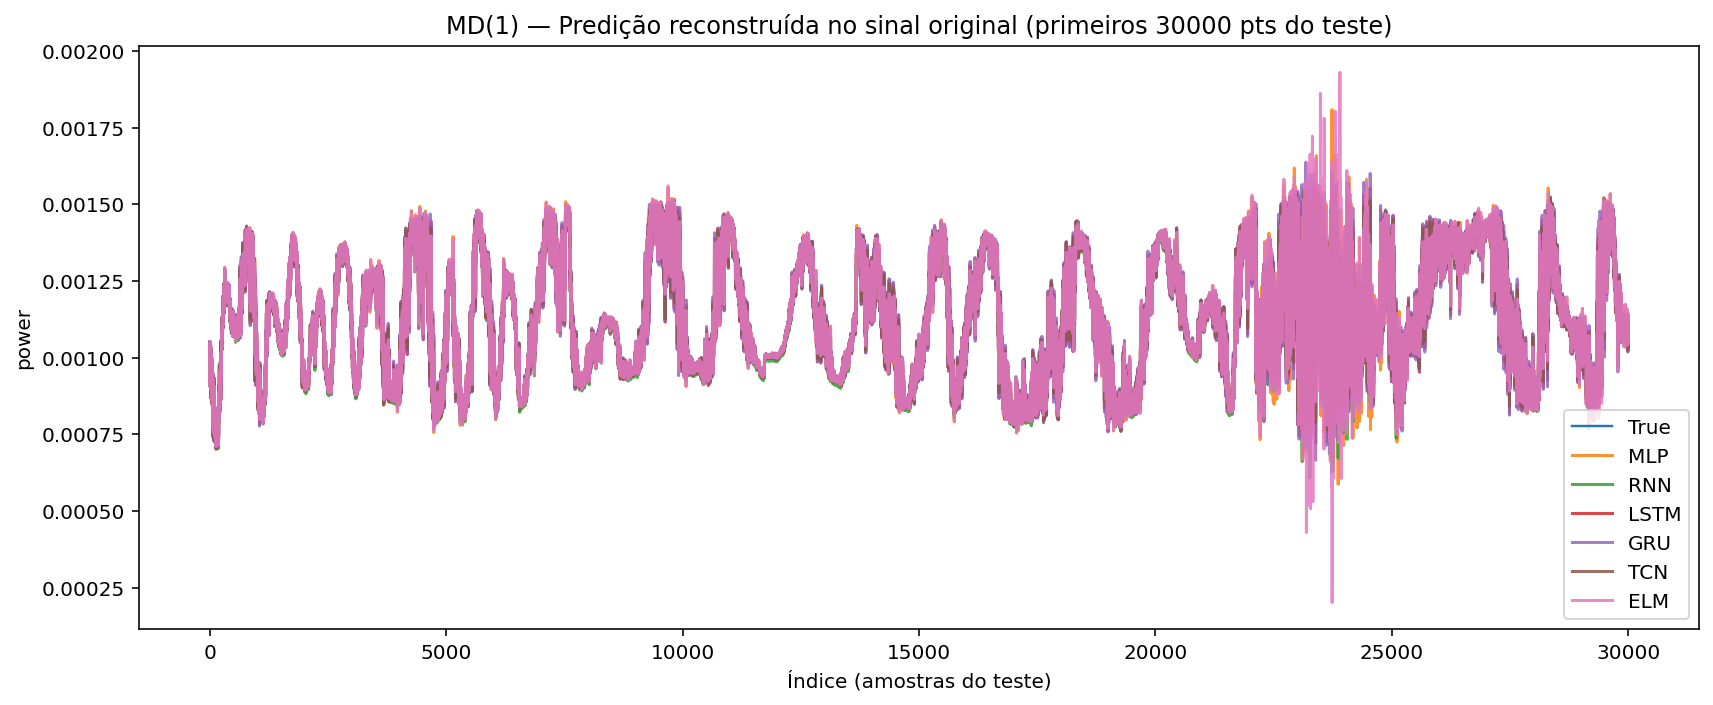 MD(1) — Predição reconstruída no sinal original (primeiros 30000 pts do teste)
0.00200
0.00175
0.00150
0.00125
0.00100
0.00075
0.00050
0.00025
power
0 5000 10000 15000 20000 25000 30000
Índice (amostras do teste)
True
MLP
RNN
LSTM
GRU
TCN
ELM